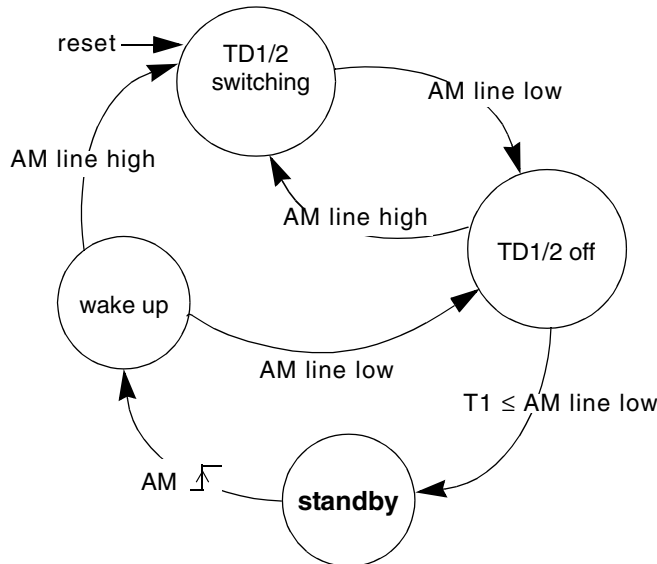 reset
TD1/2
switching
AM line low
AM line high
AM line high
TD1/2 off
wake up
AM line low
T1 ≤ AM line low
AM
standby